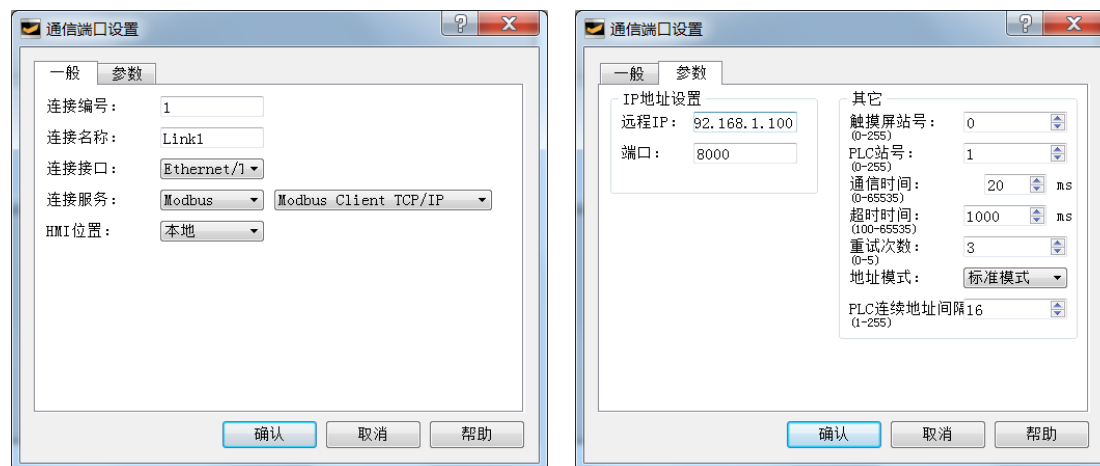 通信端口设置
一般
参数
连接编号：
1
连接名称：
Link1
连接接口：
Ethernet/1
连接服务：
Modbus
Modbus Client TCP/IP
HMI位置：
本地
确认
取消
帮助
通信端口设置
一般
参数
IP地址设置
远程IP：
92.168.1.100
端口：
8000
其它
触摸屏站号：
0
(0-255)
PLC站号：
1
(0-255)
通信时间：
20
ms
(0-65535)
超时时间：
1000
ms
(100-65535)
重试次数：
3
(0-5)
地址模式：
标准模式
PLC连续地址间隔
16
(1-255)
确认
取消
帮助